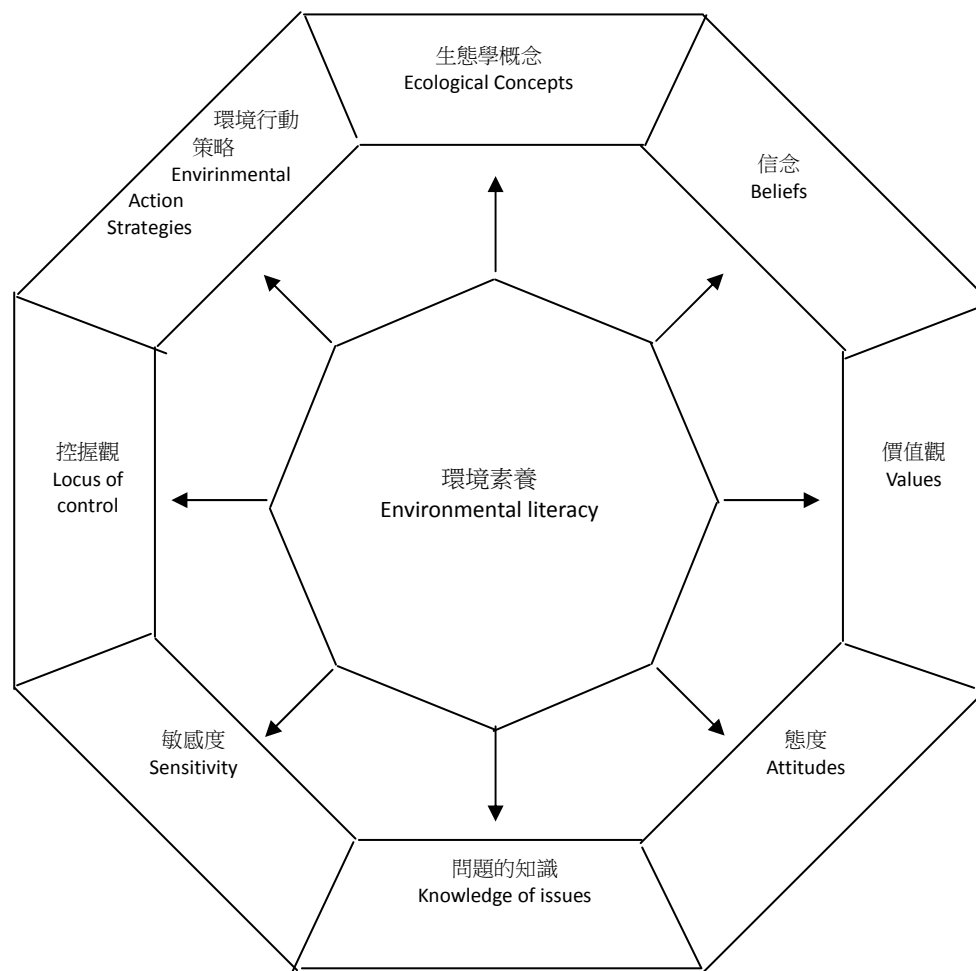 生態學概念
Ecological Concepts
環境行動
策略
Envirinmental
Action
Strategies
信念
Beliefs
控握觀
Locus of
control
環境素養
Environmental literacy
價值觀
Values
敏感度
Sensitivity
態度
Attitudes
問題的知識
Knowledge of issues